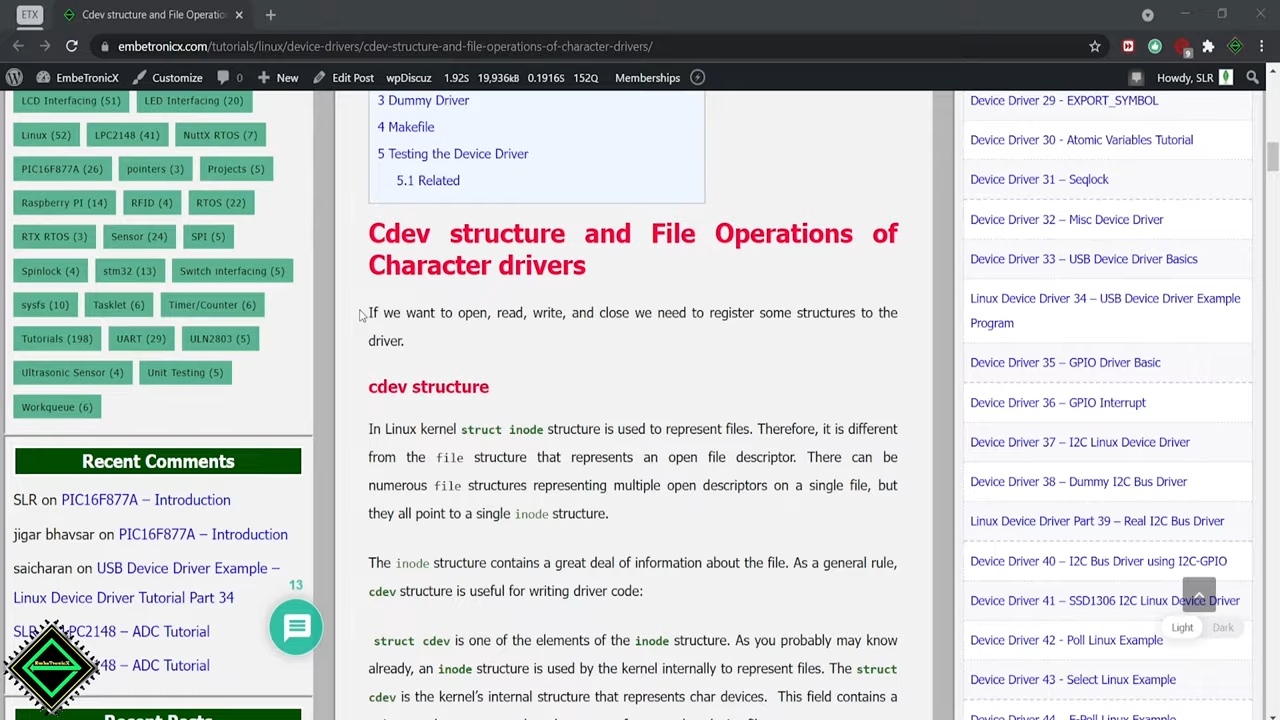 ETX
Cdev structure and File Operatio
embetronicx.com/tutorials/linux/device-drivers/cdev-structure-and-file-operations-of-character-drivers/
9
EmbeTronicX Customize 0 New Edit Post wpDiscuz 1.92S 19,936kB 0.1916S 152Q Memberships Howdy, SLR
LCD Interfacing (51) LED Interfacing (20)
Linux (52) LPC2148 (41) NuttX RTOS (7)
PIC16F877A (26) pointers (3) Projects (5)
Raspberry PI (14) RFID (4) RTOS (22)
RTX RTOS (3) Sensor (24) SPI (5)
Spinlock (4) stm32 (13) Switch interfacing (5)
sysfs (10) Tasklet (6) Timer/Counter (6)
Tutorials (198) UART (29) ULN2803 (5)
Ultrasonic Sensor (4) Unit Testing (5)
Workqueue (6)
Recent Comments
SLR on PIC16F877A – Introduction
jigar bhavsar on PIC16F877A – Introduction
saicharan on USB Device Driver Example –
Linux Device Driver Tutorial Part 34
13
SLR LPC2148 – ADC Tutorial
48 – ADC Tutorial
EmbeTronicX
Recent Posts
3 Dummy Driver
4 Makefile
5 Testing the Device Driver
5.1 Related
Cdev structure and File Operations of
Character drivers
If we want to open, read, write, and close we need to register some structures to the
driver.
cdev structure
In Linux kernel struct inode structure is used to represent files. Therefore, it is different
from the file structure that represents an open file descriptor. There can be
numerous file structures representing multiple open descriptors on a single file, but
they all point to a single inode structure.
The inode structure contains a great deal of information about the file. As a general rule,
cdev structure is useful for writing driver code:
struct cdev is one of the elements of the inode structure. As you probably may know
already, an inode structure is used by the kernel internally to represent files. The struct
cdev is the kernel's internal structure that represents char devices. This field contains a
Device Driver 29 - EXPORT_SYMBOL
Device Driver 30 - Atomic Variables Tutorial
Device Driver 31 – Seqlock
Device Driver 32 – Misc Device Driver
Device Driver 33 – USB Device Driver Basics
Linux Device Driver 34 – USB Device Driver Example
Program
Device Driver 35 – GPIO Driver Basic
Device Driver 36 – GPIO Interrupt
Device Driver 37 – I2C Linux Device Driver
Device Driver 38 – Dummy I2C Bus Driver
Linux Device Driver Part 39 – Real I2C Bus Driver
Device Driver 40 – I2C Bus Driver using I2C-GPIO
Device Driver 41 – SSD1306 I2C Linux Device Driver
Light Dark
Device Driver 42 - Poll Linux Example
Device Driver 43 - Select Linux Example
Device Driver 44 – E-Poll Linux Example